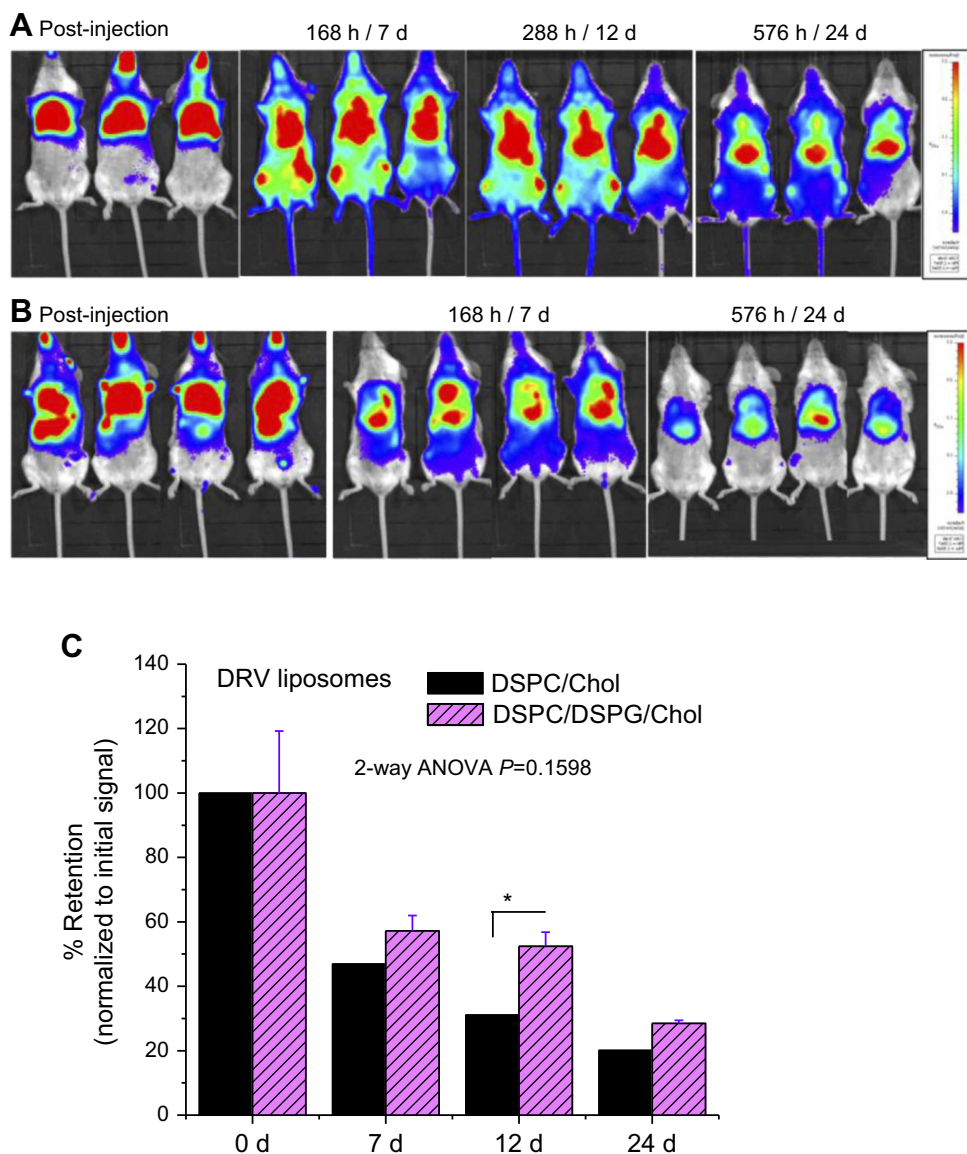 A Post-injection 168 h / 7 d 288 h / 12 d 576 h / 24 d
B Post-injection 168 h / 7 d 576 h / 24 d
C
DRV liposomes
DSPC/Chol
DSPC/DSPG/Chol
2-way ANOVA P=0.1598
*
% Retention
(normalized to initial signal)
140
120
100
80
60
40
20
0
0 d 7 d 12 d 24 d